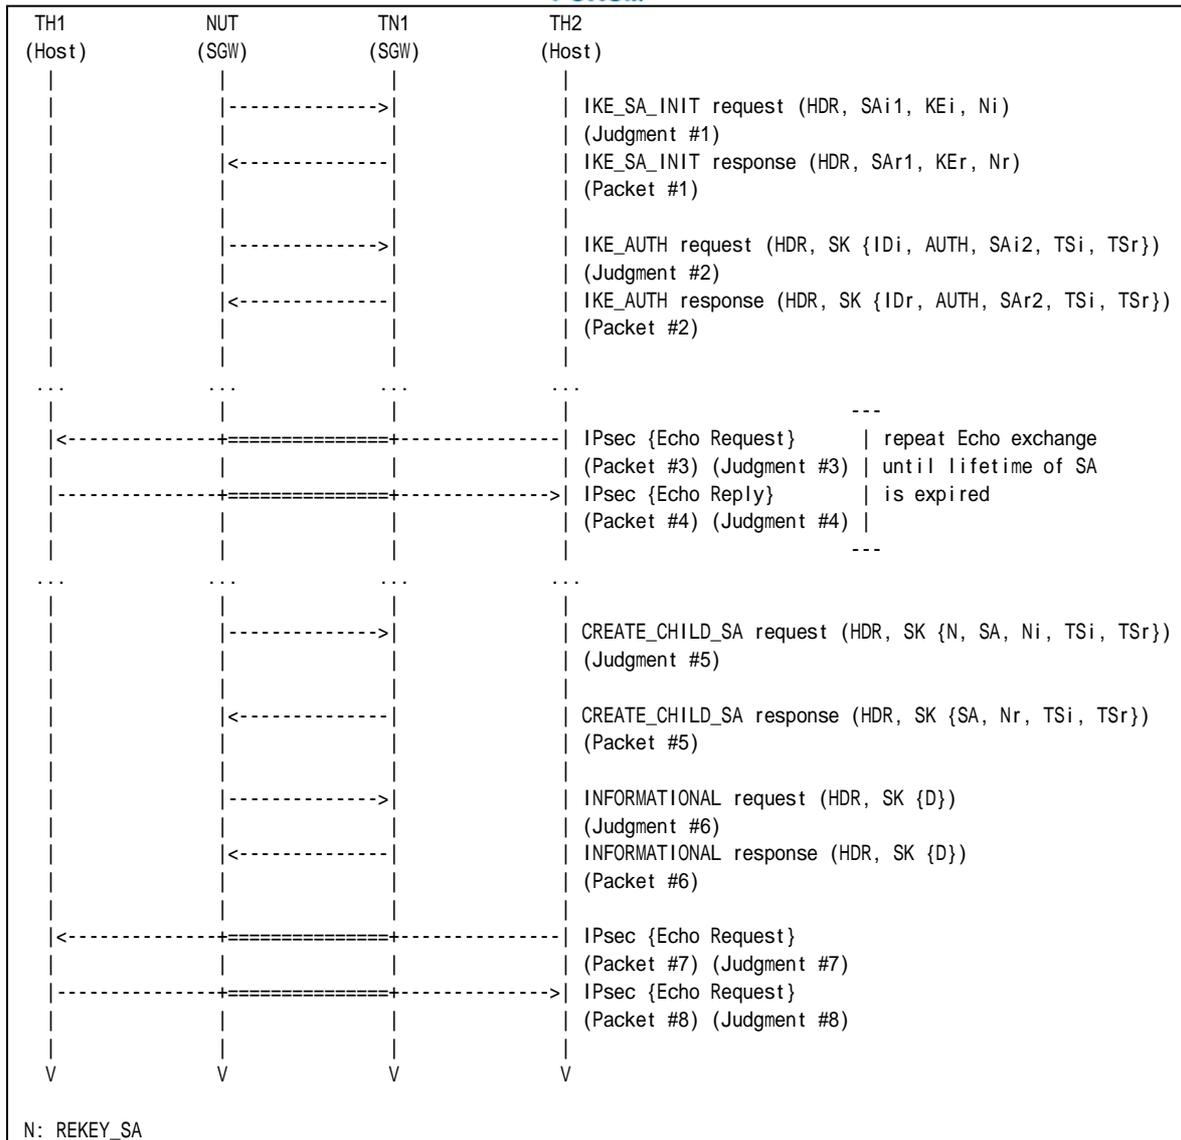 TH1 NUT TN1 TH2
(Host) (SGW) (SGW) (Host)
| | | |
| |-------------->| | IKE_SA_INIT request (HDR, SAi1, KEi, Ni)
| | | | (Judgment #1)
| |<--------------| | IKE_SA_INIT response (HDR, SAr1, KEr, Nr)
| | | | (Packet #1)
| | | |
| |-------------->| | IKE_AUTH request (HDR, SK {IDi, AUTH, SAi2, TSi, TSr})
| | | | (Judgment #2)
| |<--------------| | IKE_AUTH response (HDR, SK {IDr, AUTH, SAr2, TSi, TSr})
| | | | (Packet #2)
| | | |
... ... ... ...
| | | | ---
|<--------------+===============+--------------| IPsec {Echo Request} | repeat Echo exchange
| | | | (Packet #3) (Judgment #3) | until lifetime of SA
|---------------+===============+------------->| IPsec {Echo Reply} | is expired
| | | | (Packet #4) (Judgment #4) |
| | | | ---
... ... ... ...
| | | |
| |-------------->| | CREATE_CHILD_SA request (HDR, SK {N, SA, Ni, TSi, TSr})
| | | | (Judgment #5)
| | | |
| |<--------------| | CREATE_CHILD_SA response (HDR, SK {SA, Nr, TSi, TSr})
| | | | (Packet #5)
| | | |
| |-------------->| | INFORMATIONAL request (HDR, SK {D})
| | | | (Judgment #6)
| |<--------------| | INFORMATIONAL response (HDR, SK {D})
| | | | (Packet #6)
| | | |
|<--------------+===============+--------------| IPsec {Echo Request}
| | | | (Packet #7) (Judgment #7)
|---------------+===============+------------->| IPsec {Echo Request}
| | | | (Packet #8) (Judgment #8)
| | | |
V V V V
N: REKEY_SA